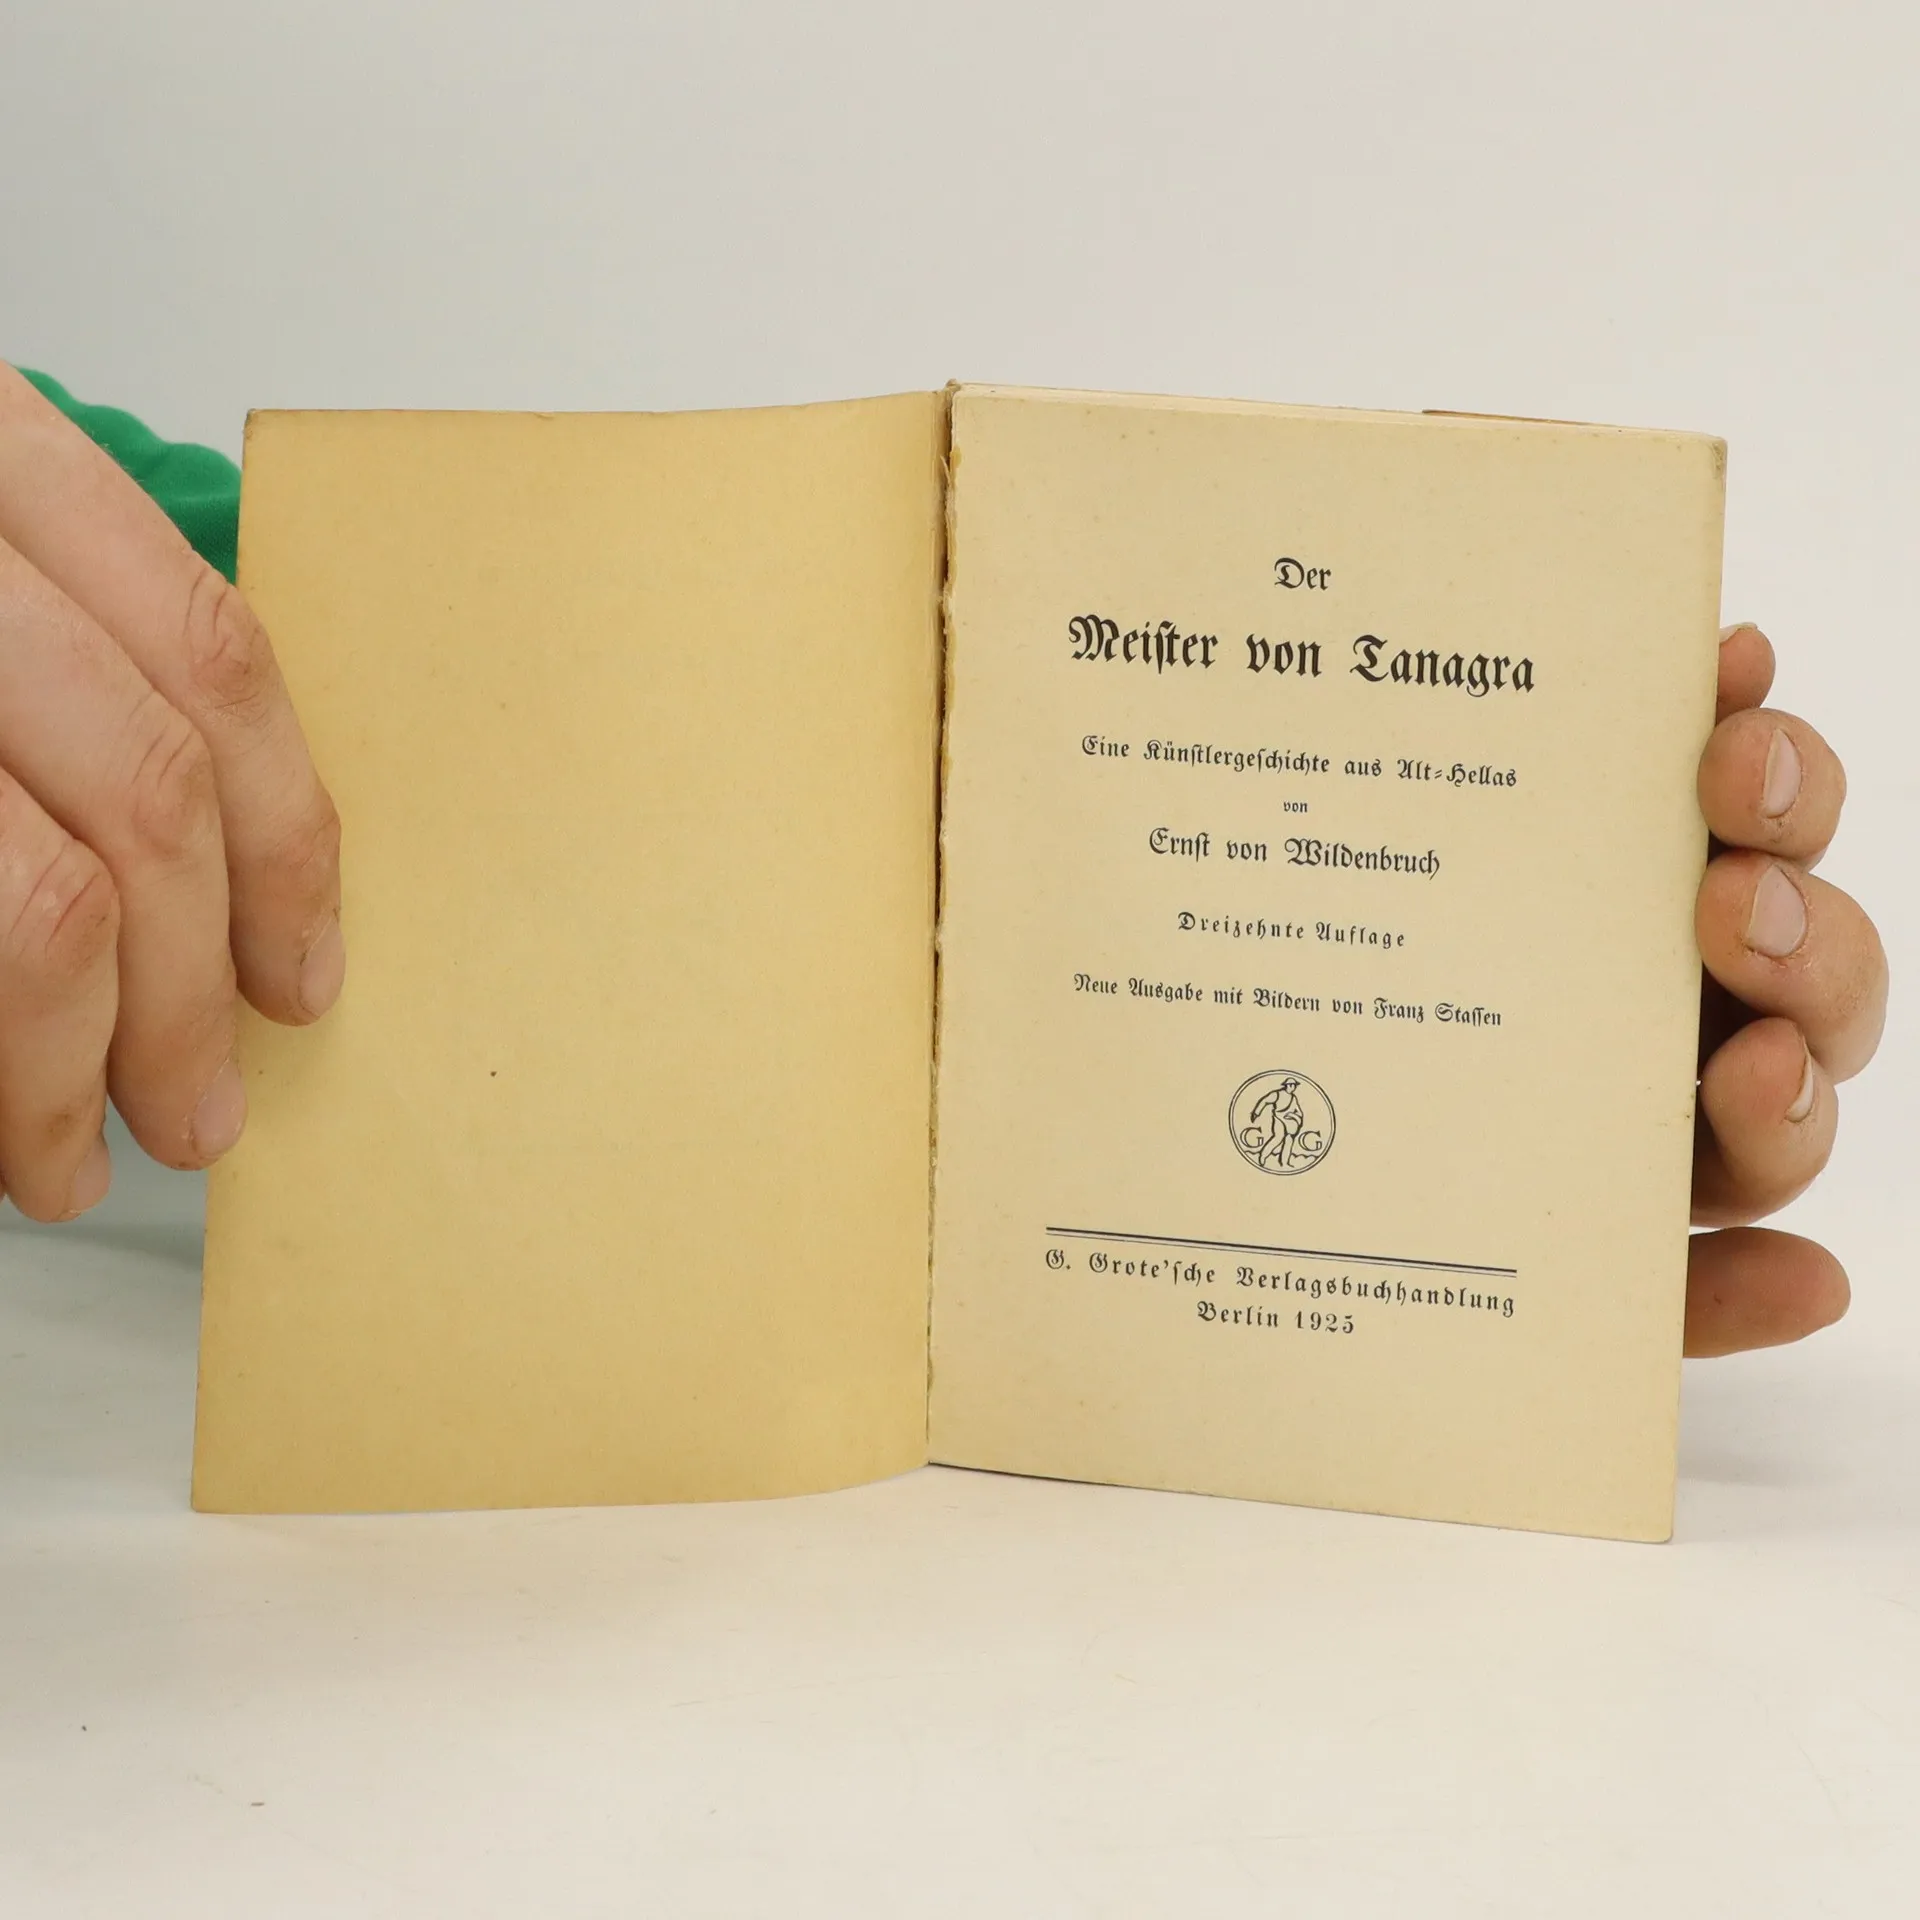 Der
Meiſter von Tanagra
Eine Künſtlergeſchichte aus Alt⸗Hellas
von
Ernſt von Wildenbruch
Dreizehnte Auflage
Neue Ausgabe mit Bildern von Franz Staſſen
G G
G. Grote'ſche Verlagsbuchhandlung
Berlin 1925